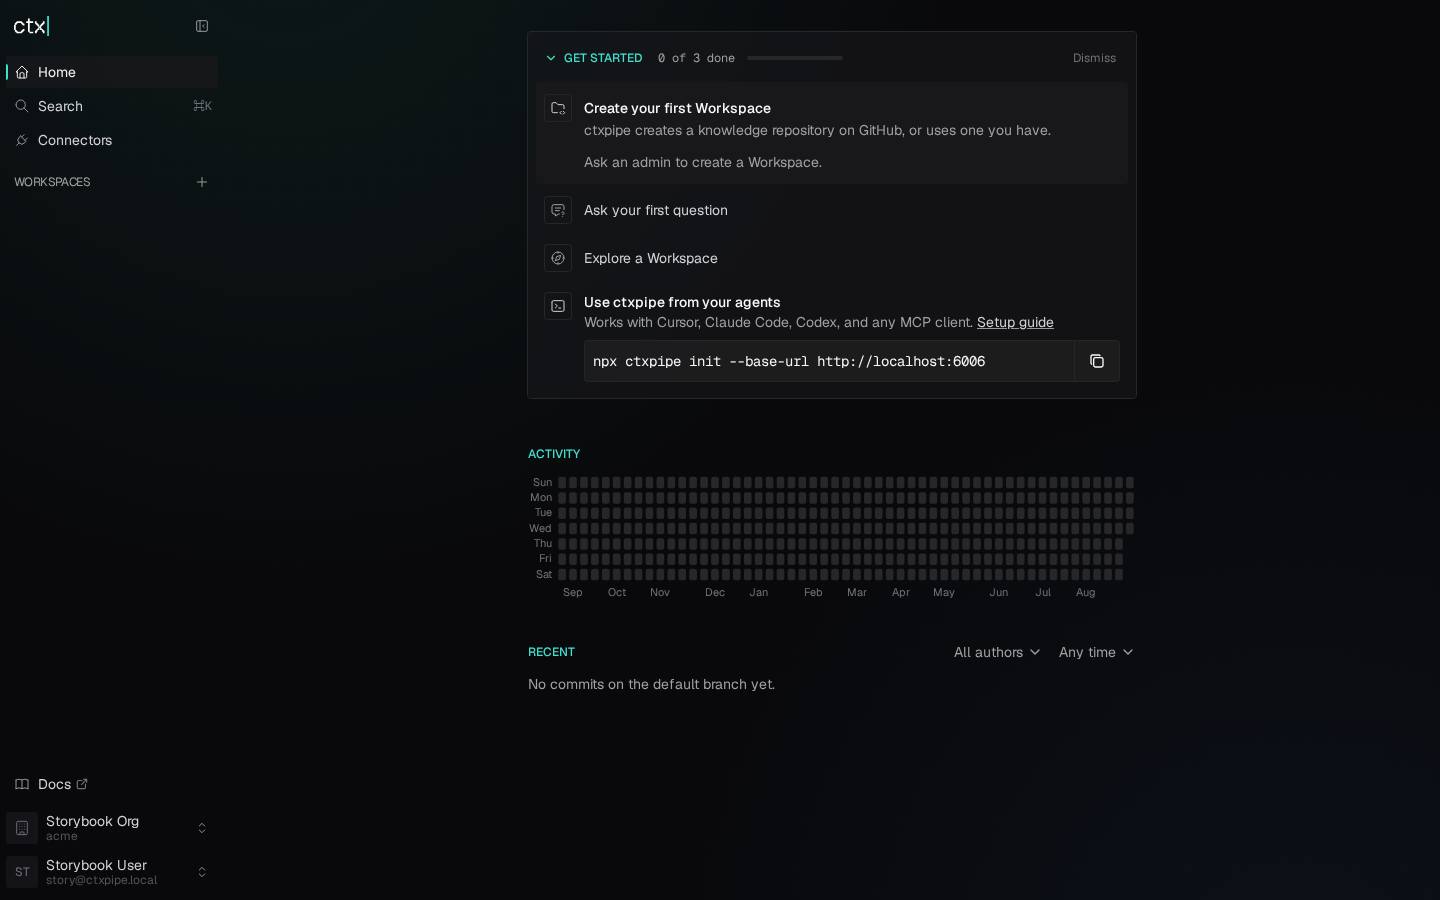 ctx
Home
Search ⌘K
Connectors
WORKSPACES
GET STARTED 0 of 3 done Dismiss
Create your first Workspace
ctxpipe creates a knowledge repository on GitHub, or uses one you have.
Ask an admin to create a Workspace.
Ask your first question
Explore a Workspace
Use ctxpipe from your agents
Works with Cursor, Claude Code, Codex, and any MCP client. Setup guide
npx ctxpipe init --base-url http://localhost:6006
ACTIVITY
Sun
Mon
Tue
Wed
Thu
Fri
Sat
Sep Oct Nov Dec Jan Feb Mar Apr May Jun Jul Aug
RECENT All authors Any time
No commits on the default branch yet.
Docs
Storybook Org
acme
ST Storybook User
story@ctxpipe.local